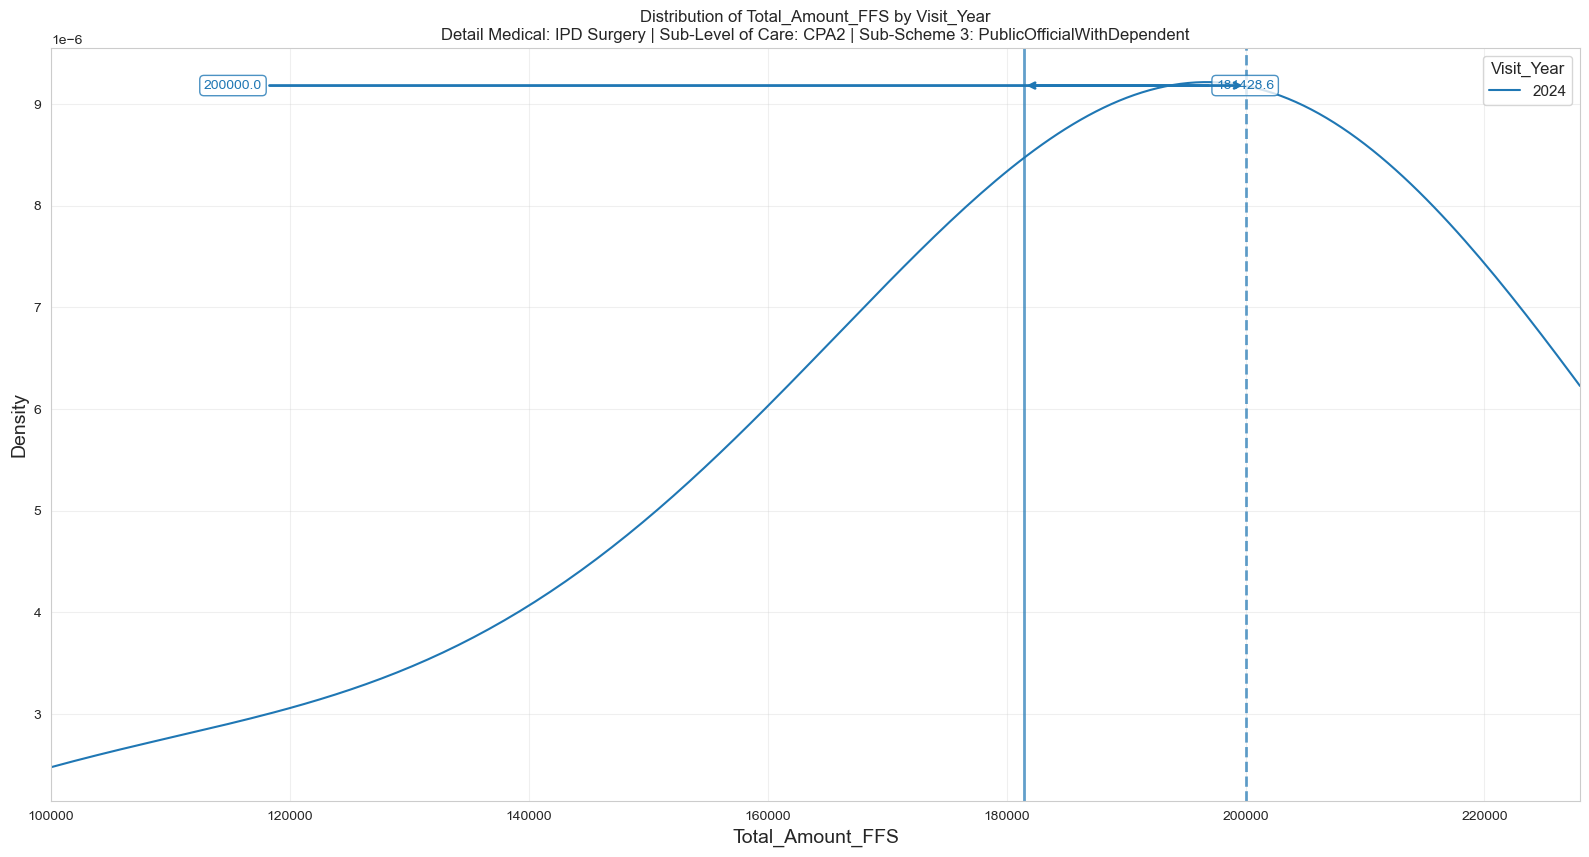 Distribution of Total_Amount_FFS by Visit_Year
Detail Medical: IPD Surgery | Sub-Level of Care: CPA2 | Sub-Scheme 3: PublicOfficialWithDependent
1e−6
200000.0
181428.6
Visit_Year
2024
9
8
7
6
5
4
3
Density
100000
120000
140000
160000
180000
200000
220000
Total_Amount_FFS